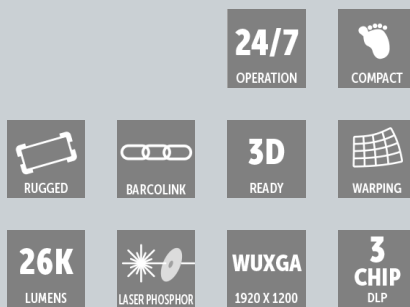 24/7
OPERATION
COMPACT
RUGGED
BARCOLINK
3D
READY
WARPING
26K
LUMENS
LASER PHOSPHOR
WUXGA
1920 X 1200
3
CHIP
DLP